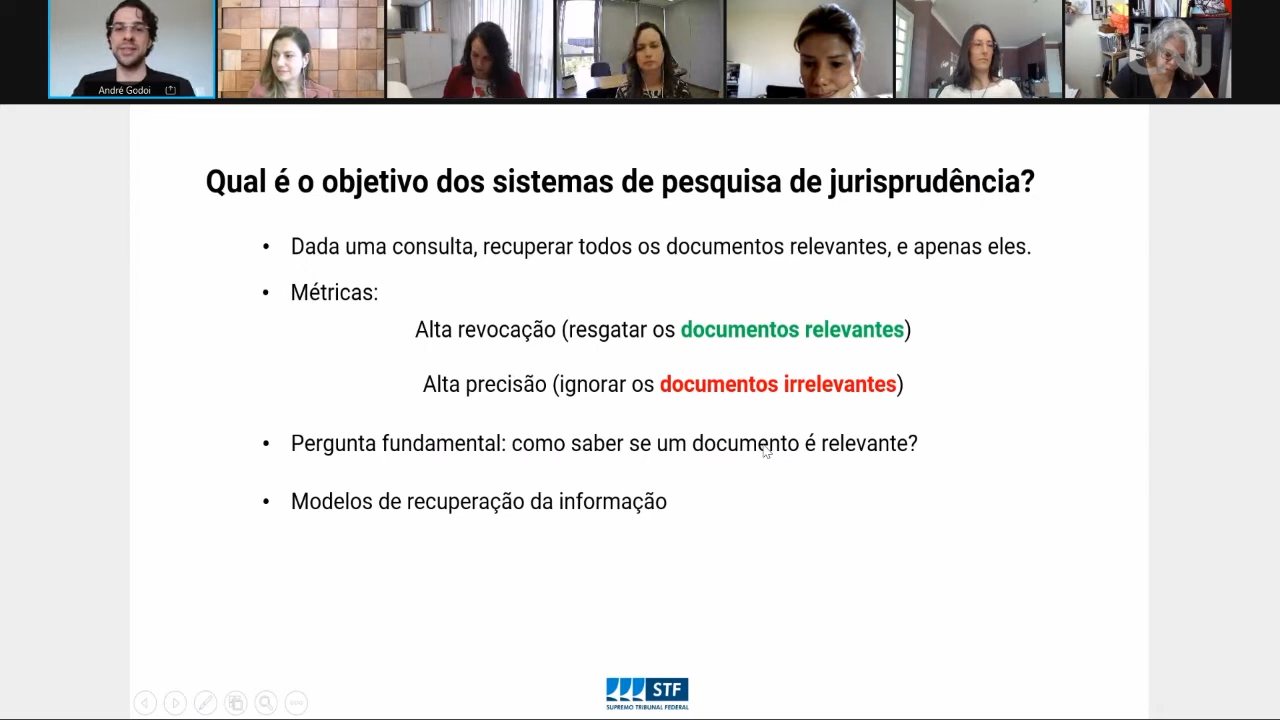 André Godoi
CNJ
Qual é o objetivo dos sistemas de pesquisa de jurisprudência?
• Dada uma consulta, recuperar todos os documentos relevantes, e apenas eles.
• Métricas:
Alta revocação (resgatar os documentos relevantes)
Alta precisão (ignorar os documentos irrelevantes)
• Pergunta fundamental: como saber se um documento é relevante?
• Modelos de recuperação da informação
STF
SUPREMO TRIBUNAL FEDERAL